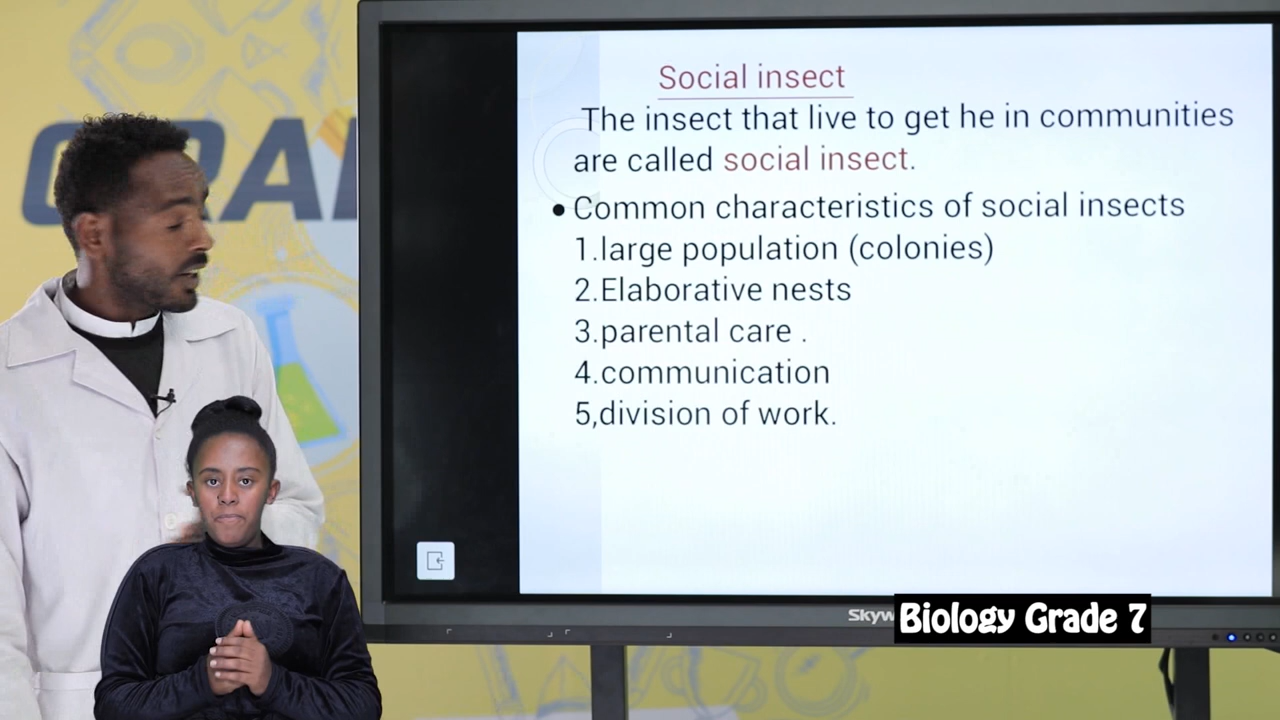 GRA
Social insect
The insect that live to get he in communities
are called social insect.
• Common characteristics of social insects
1.large population (colonies)
2.Elaborative nests
3.parental care .
4.communication
5,division of work.
Skyw
Biology Grade 7